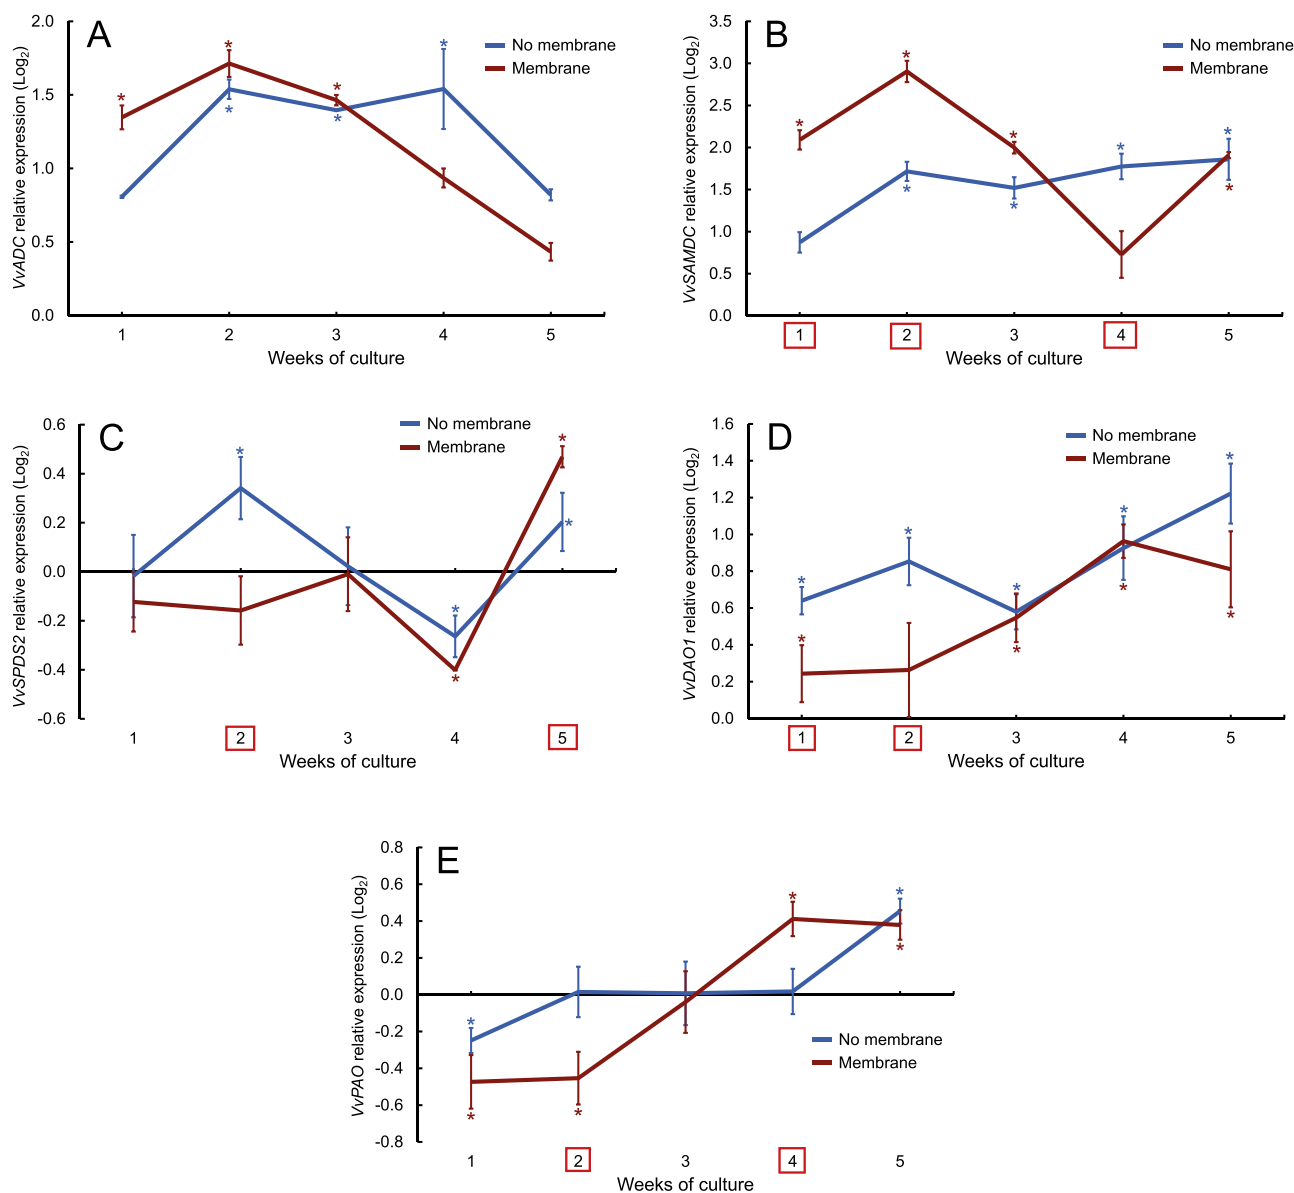 A
VvADC relative expression (Log2)
2.0
1.5
1.0
0.5
0.0
No membrane
Membrane
* * * * * * *
1 2 3 4 5
Weeks of culture
B
VvSAMDC relative expression (Log2)
3.5
3.0
2.5
2.0
1.5
1.0
0.5
0.0
No membrane
Membrane
* * * * * * * *
1 2 3 4 5
Weeks of culture
C
VvSPDS2 relative expression (Log2)
0.6
0.4
0.2
0.0
-0.2
-0.4
-0.6
No membrane
Membrane
* * * * *
1 2 3 4 5
Weeks of culture
D
VvDAO1 relative expression (Log2)
1.6
1.4
1.2
1.0
0.8
0.6
0.4
0.2
0.0
No membrane
Membrane
* * * * * * * * *
1 2 3 4 5
Weeks of culture
E
VvPAO relative expression (Log2)
0.8
0.6
0.4
0.2
0.0
-0.2
-0.4
-0.6
-0.8
No membrane
Membrane
* * * * * *
1 2 3 4 5
Weeks of culture